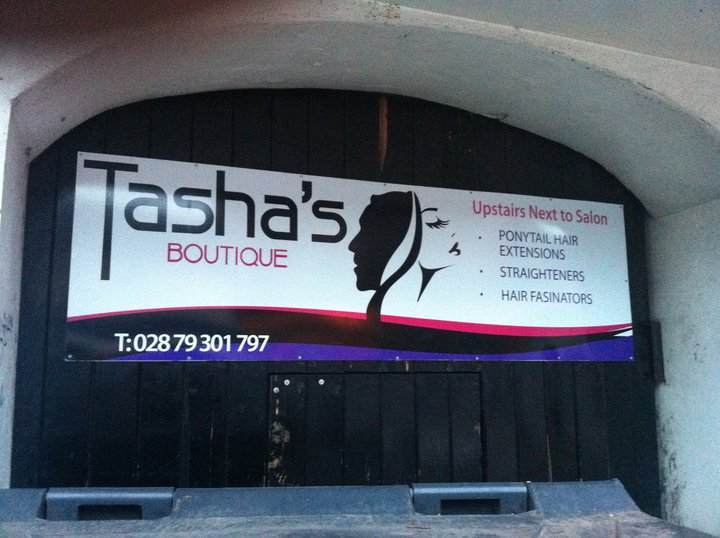 Tasha's
BOUTIQUE
Upstairs Next to Salon
· PONYTAIL HAIR
EXTENSIONS
· STRAIGHTENERS
· HAIR FASINATORS
T: 028 79 301 797